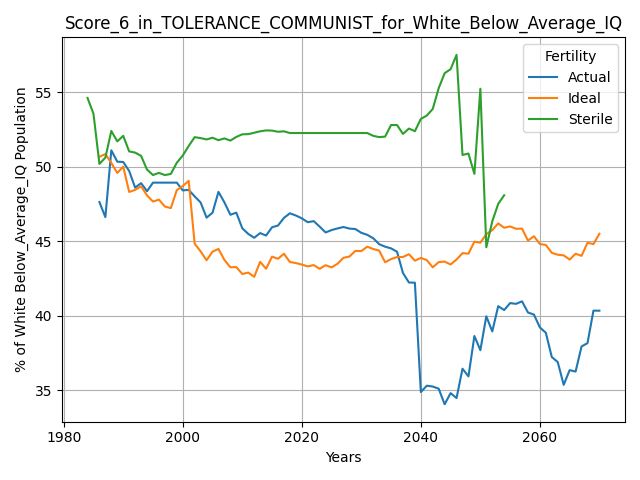 Score_6_in_TOLERANCE_COMMUNIST_for_White_Below_Average_IQ
% of White Below_Average_IQ Population
55
50
45
40
35
Fertility
Actual
Ideal
Sterile
1980 2000 2020 2040 2060
Years